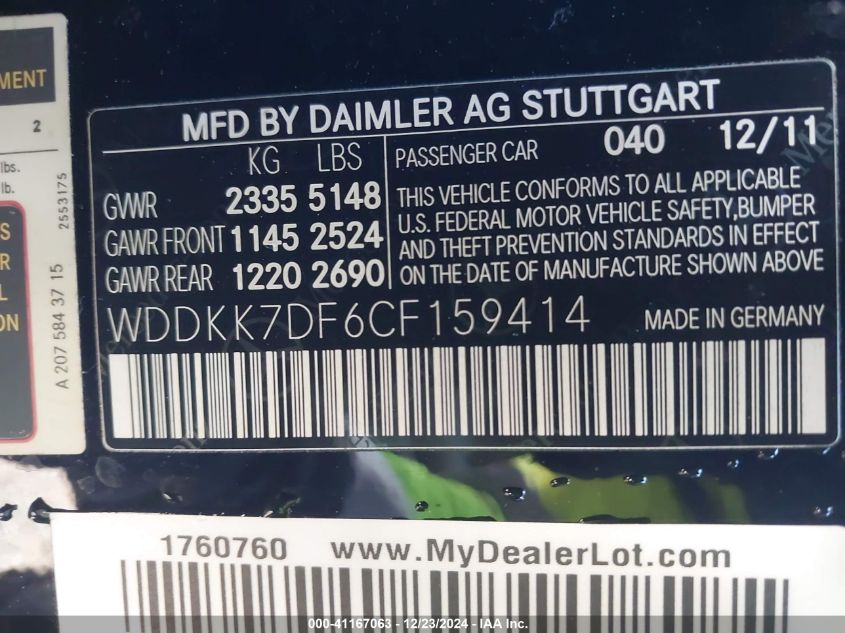 MENT
2
lbs.
lb.
S
R
L
ION
A 207 584 37 15
2553175
MFD BY DAIMLER AG STUTTGART
KG LBS
GVWR 2335 5148
GAWR FRONT 1145 2524
GAWR REAR 1220 2690
PASSENGER CAR 040 12/11
THIS VEHICLE CONFORMS TO ALL APPLICABLE
U.S. FEDERAL MOTOR VEHICLE SAFETY,BUMPER
AND THEFT PREVENTION STANDARDS IN EFFECT
ON THE DATE OF MANUFACTURE SHOWN ABOVE
WDDKK7DF6CF159414 MADE IN GERMANY
1760760 www.MyDealerLot.com
000-41167063 - 12/23/2024 - IAA Inc.